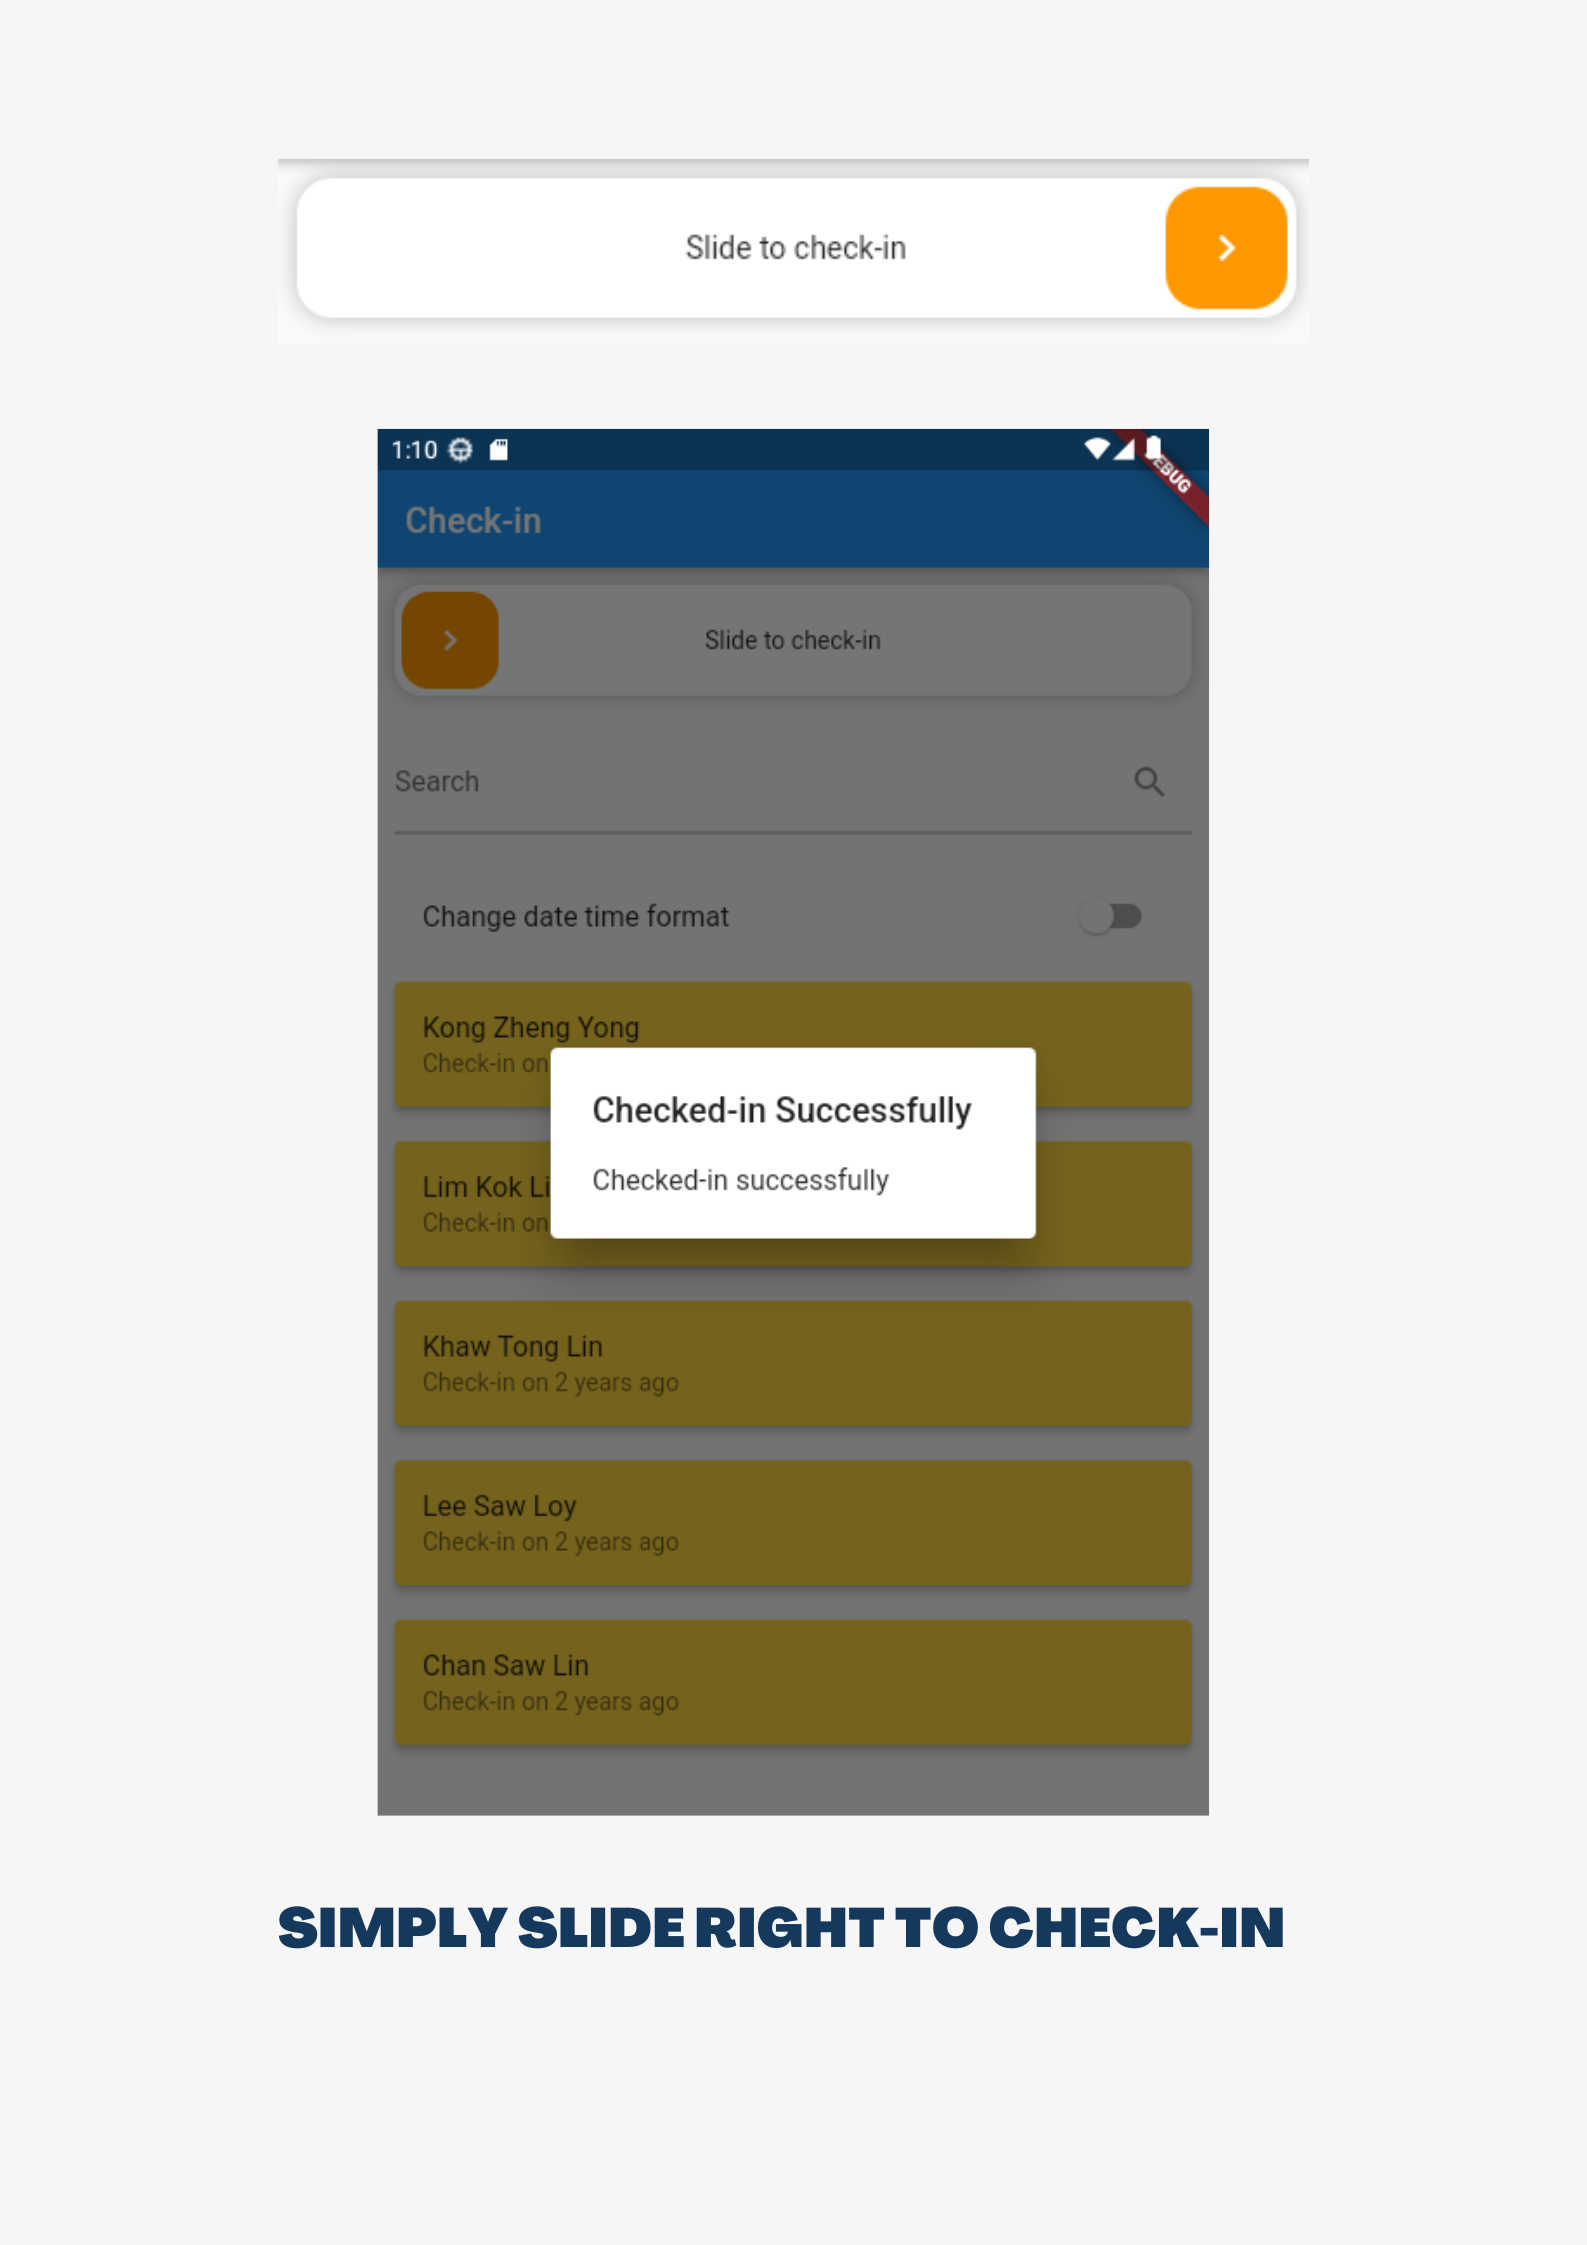 Slide to check-in
1:10
DEBUG
Check-in
Slide to check-in
Search
Change date time format
Kong Zheng Yong
Check-in on
Checked-in Successfully
Lim Kok
Checked-in successfully
Check-in on
Khaw Tong Lin
Check-in on 2 years ago
Lee Saw Loy
Check-in on 2 years ago
Chan Saw Lin
Check-in on 2 years ago
SIMPLY SLIDE RIGHT TO CHECK-IN